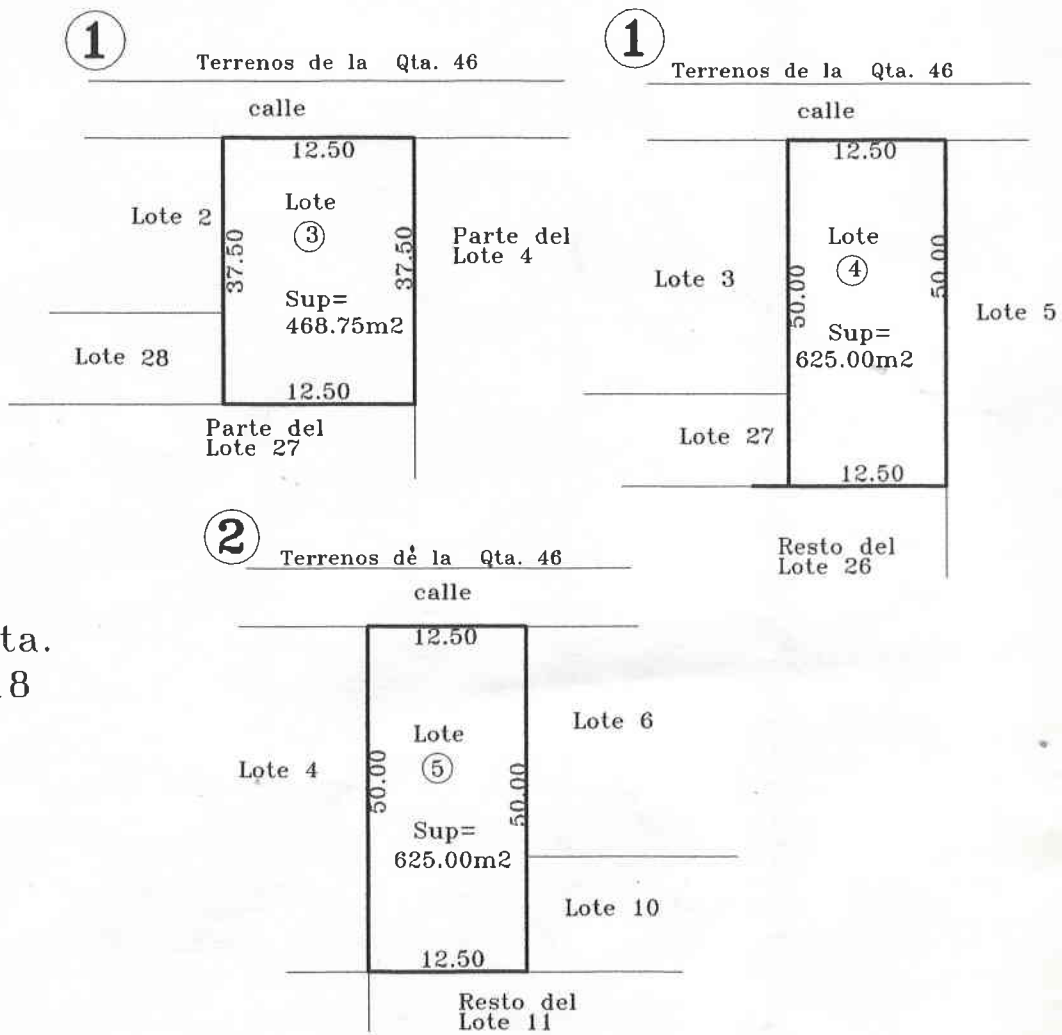 1
Terrenos de la Qta. 46
calle
12.50
Lote 2
37.50
Lote
3
37.50
Parte del
Lote 4
Sup=
468.75m2
Lote 28
12.50
Parte del
Lote 27
1
Terrenos de la Qta. 46
calle
12.50
Lote 3
50.00
Lote
4
50.00
Lote 5
Sup=
625.00m2
Lote 27
12.50
Resto del
Lote 26
2
Terrenos de la Qta. 46
calle
12.50
ta.
8
Lote 4
50.00
Lote
5
50.00
Lote 6
Sup=
625.00m2
Lote 10
12.50
Resto del
Lote 11